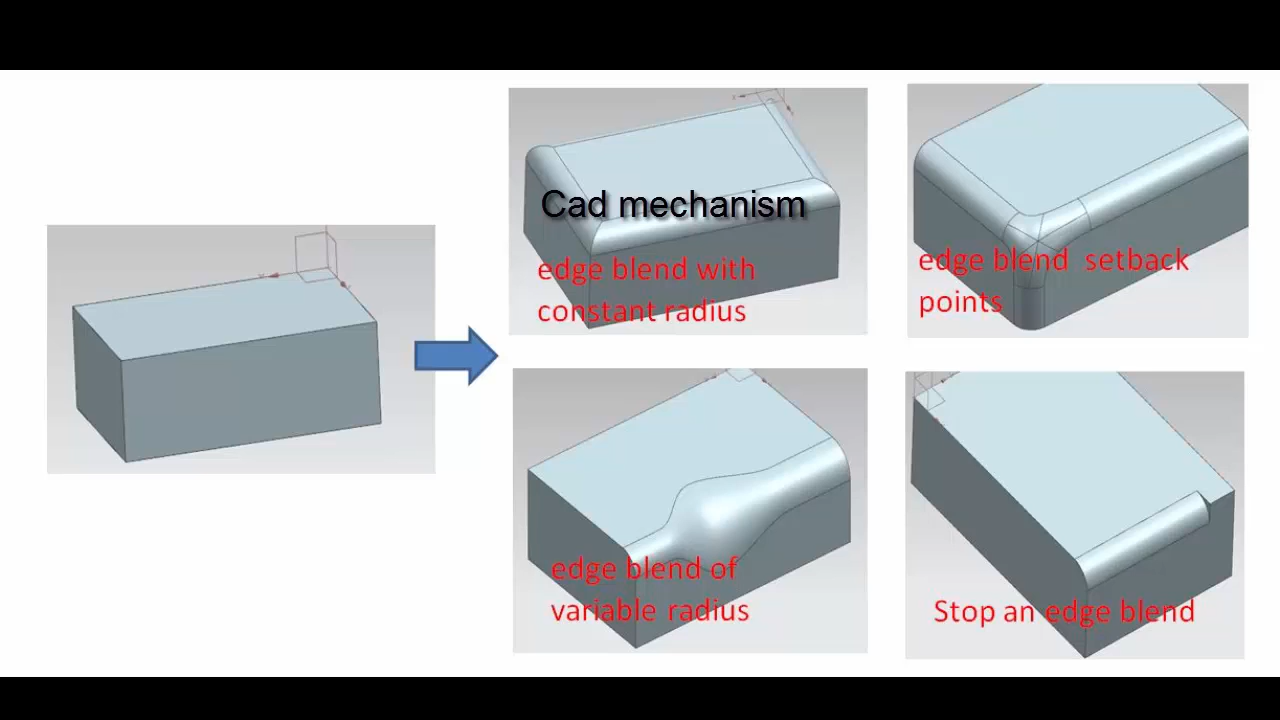 Cad mechanism
edge blend with
constant radius
edge blend setback
points
edge blend of
variable radius
Stop an edge blend